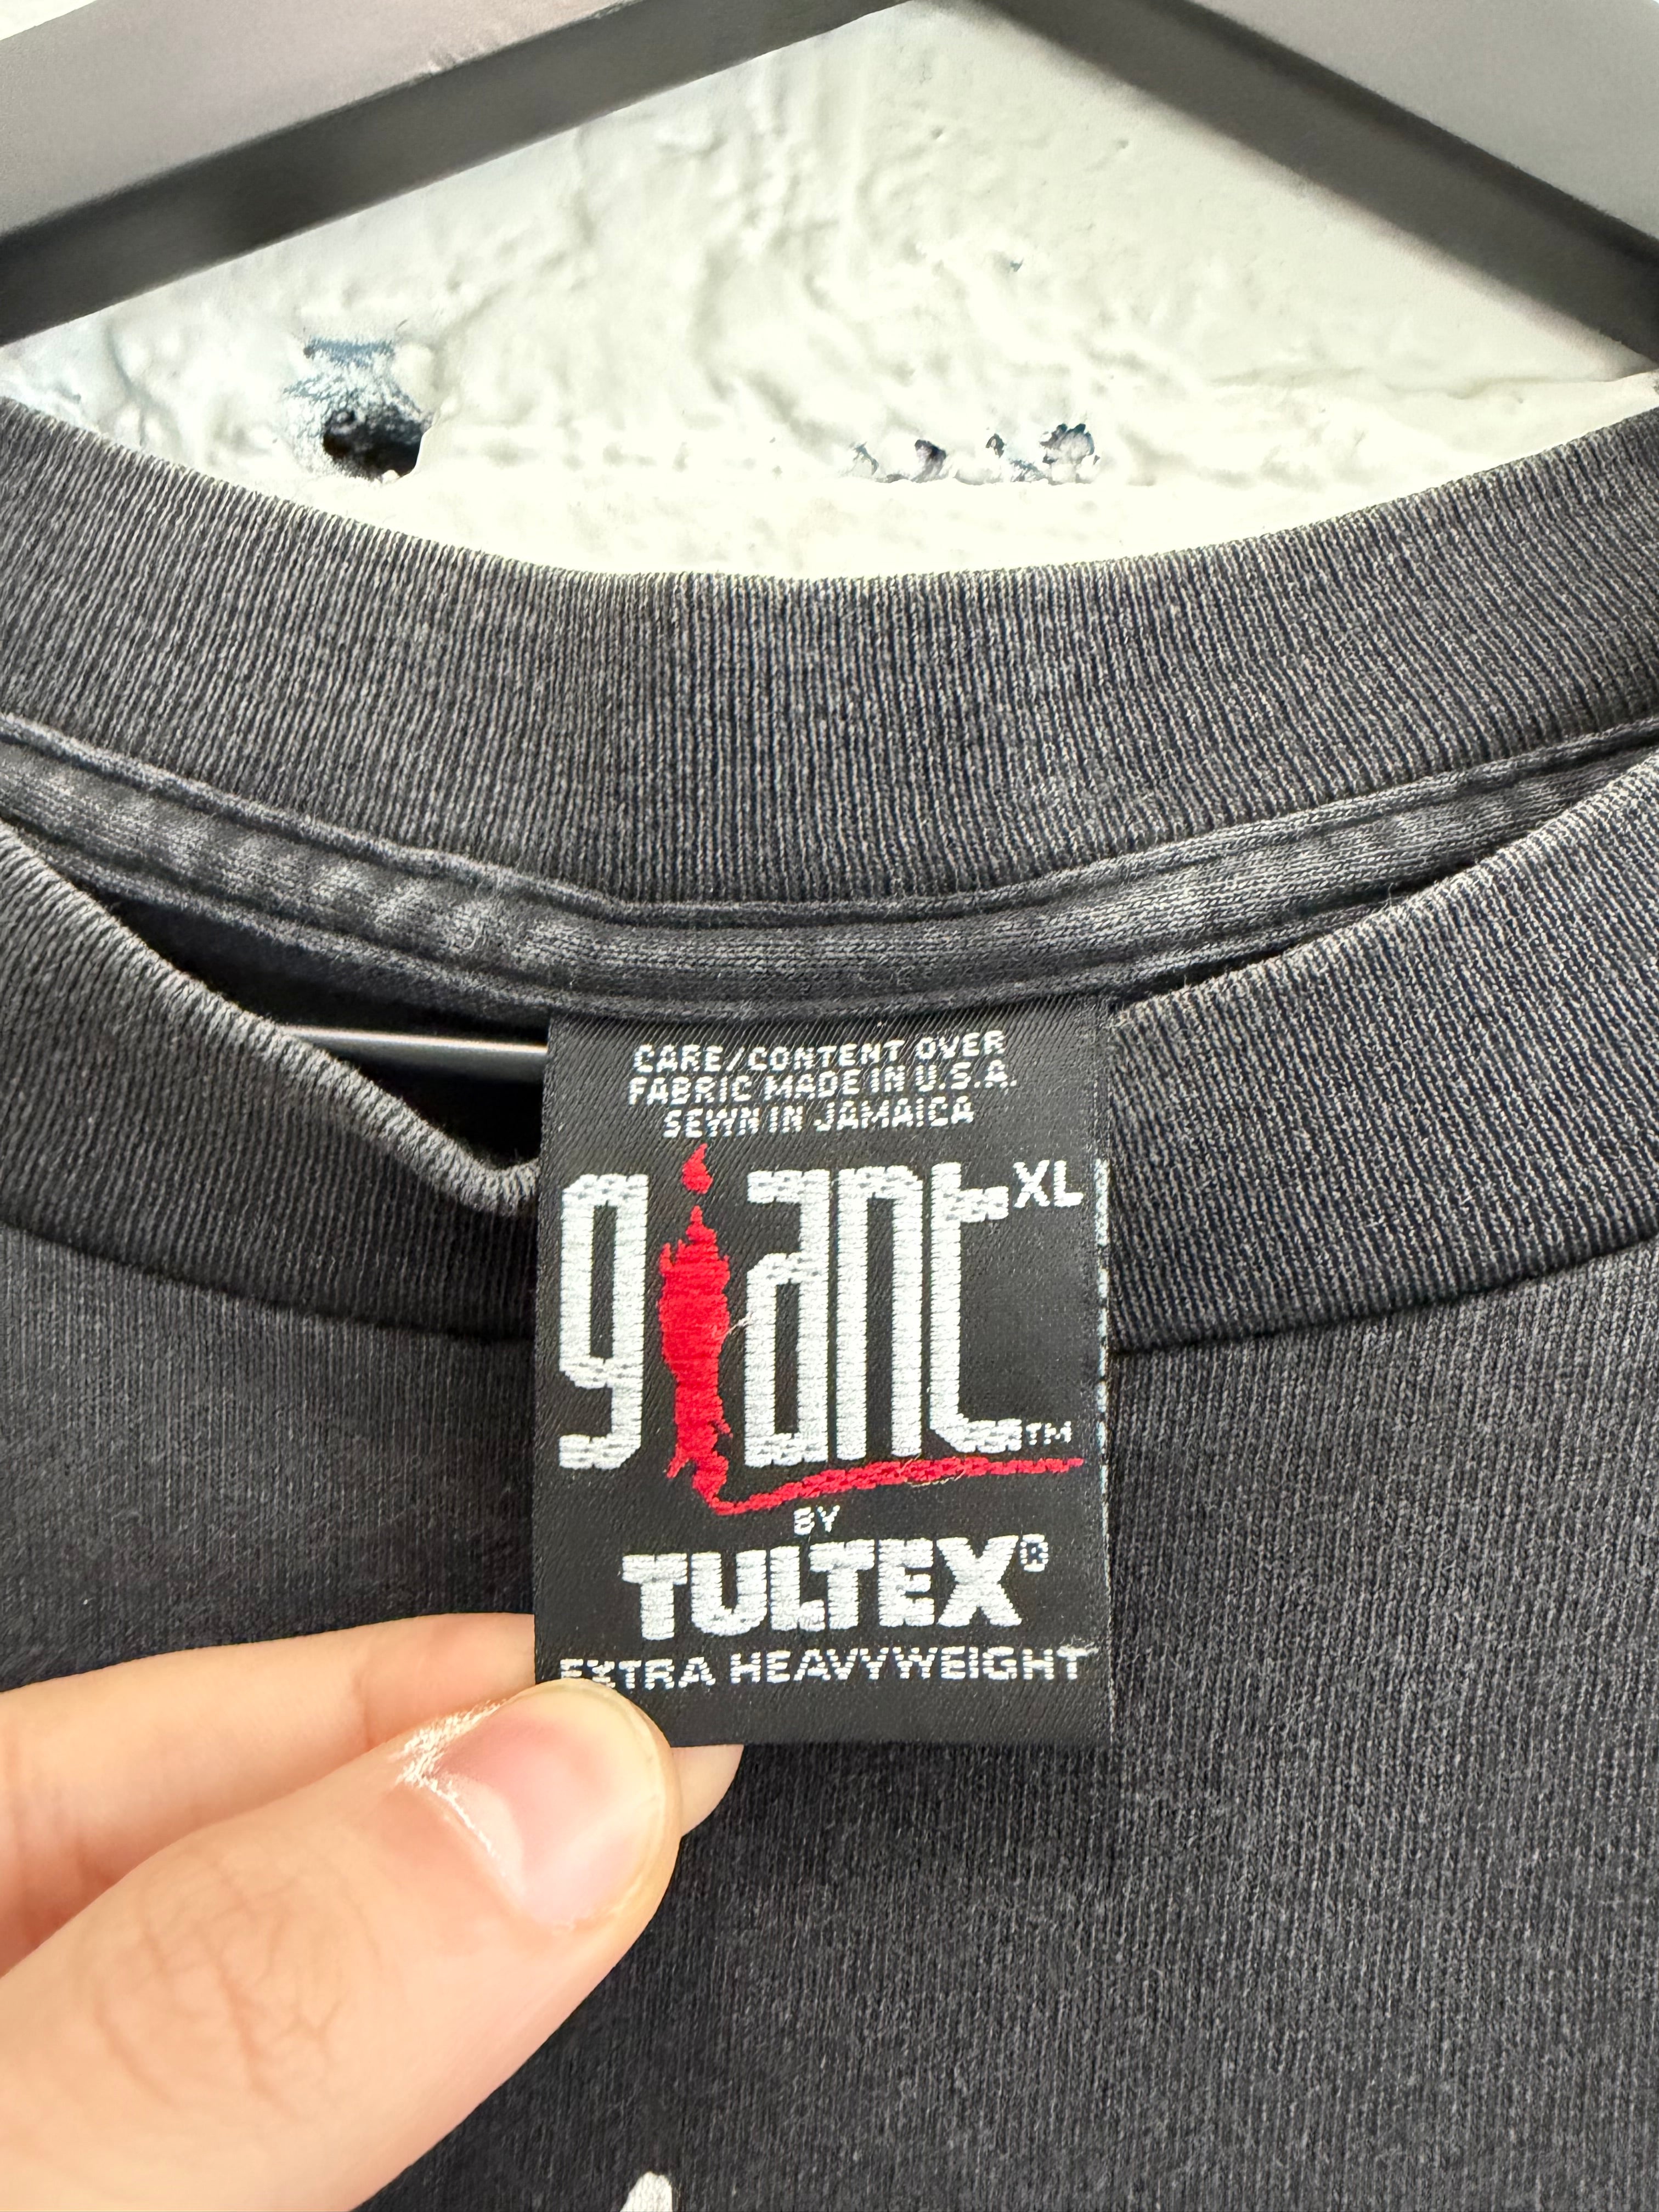 CARE/CONTENT OVER
FABRIC MADE IN U.S.A.
SEWN IN JAMAICA
giant XL
TM
BY
TULTEX®
EXTRA HEAVYWEIGHT